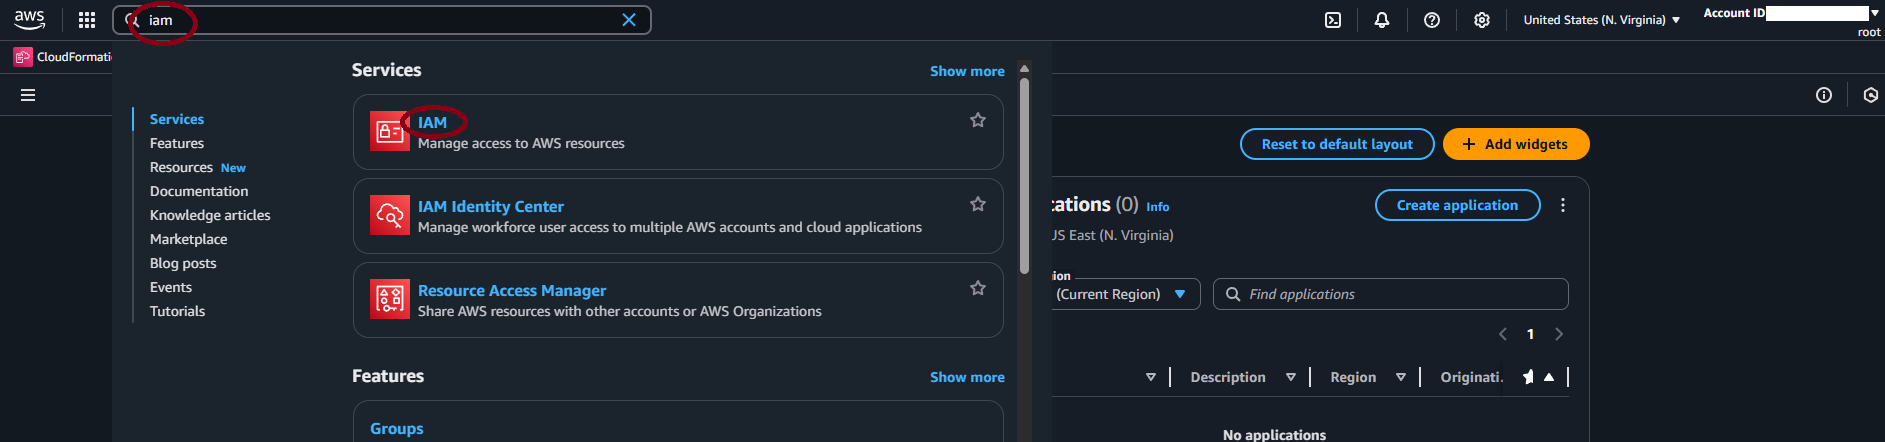 aws
iam
United States (N. Virginia)
Account ID
root
CloudFormati
Services
Features
Resources New
Documentation
Knowledge articles
Marketplace
Blog posts
Events
Tutorials
Services
Show more
IAM
Manage access to AWS resources
IAM Identity Center
Manage workforce user access to multiple AWS accounts and cloud applications
Resource Access Manager
Share AWS resources with other accounts or AWS Organizations
Features
Show more
Groups
Reset to default layout
+ Add widgets
cations (0) Info
Create application
US East (N. Virginia)
ion
(Current Region)
Find applications
1
Description
Region
Originati.
No applications